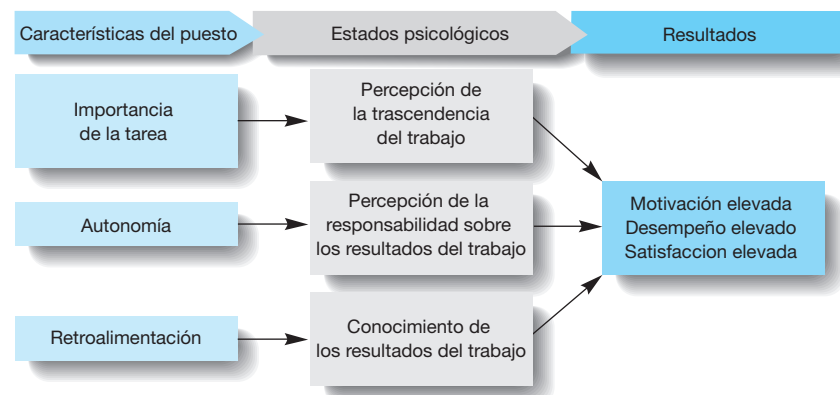 Características del puesto
Estados psicológicos
Resultados
Importancia
de la tarea
Percepción de
la trascendencia
del trabajo
Autonomía
Percepción de la
responsabilidad sobre
los resultados del trabajo
Motivación elevada
Desempeño elevado
Satisfaccion elevada
Retroalimentación
Conocimiento de
los resultados del trabajo